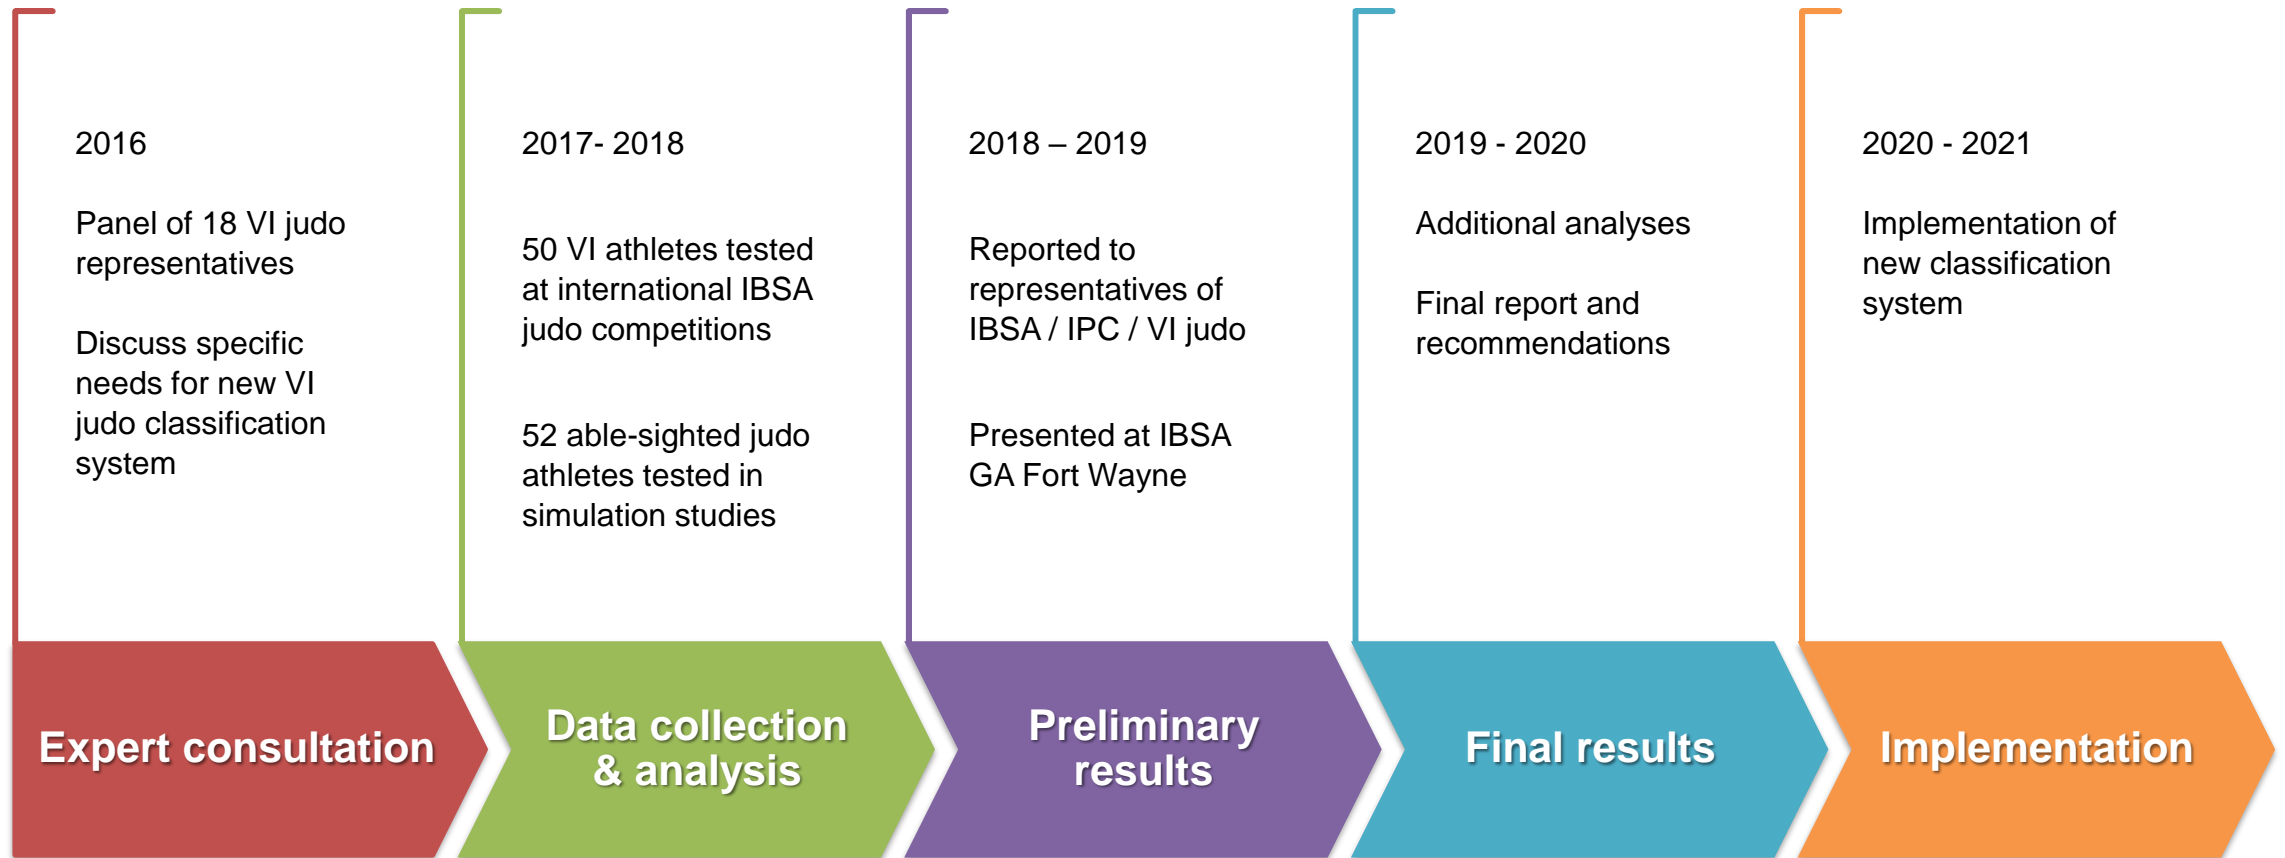 2016
Panel of 18 VI judo
representatives
Discuss specific
needs for new VI
judo classification
system
Expert consultation
2017- 2018
50 VI athletes tested
at international IBSA
judo competitions
52 able-sighted judo
athletes tested in
simulation studies
Data collection
& analysis
2018 – 2019
Reported to
representatives of
IBSA / IPC / VI judo
Presented at IBSA
GA Fort Wayne
Preliminary
results
2019 - 2020
Additional analyses
Final report and
recommendations
Final results
2020 - 2021
Implementation of
new classification
system
Implementation